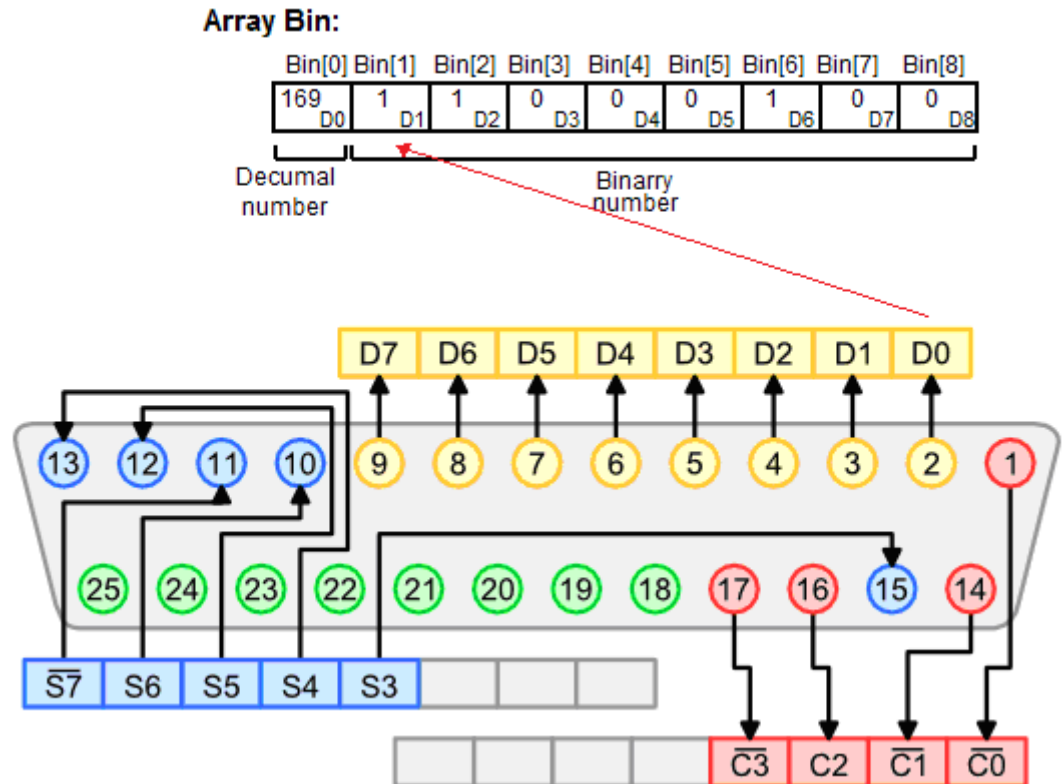 Array Bin:
Bin[0] Bin[1] Bin[2] Bin[3] Bin[4] Bin[5] Bin[6] Bin[7] Bin[8]
169 1 1 0 0 0 1 0 0
D0 D1 D2 D3 D4 D5 D6 D7 D8
Decumal
number
Binarry
number
D7 D6 D5 D4 D3 D2 D1 D0
13 12 11 10 9 8 7 6 5 4 3 2 1
25 24 23 22 21 20 19 18 17 16 15 14
S̅7̅ S6 S5 S4 S3
C̅3̅ C2 C̅1̅ C̅0̅